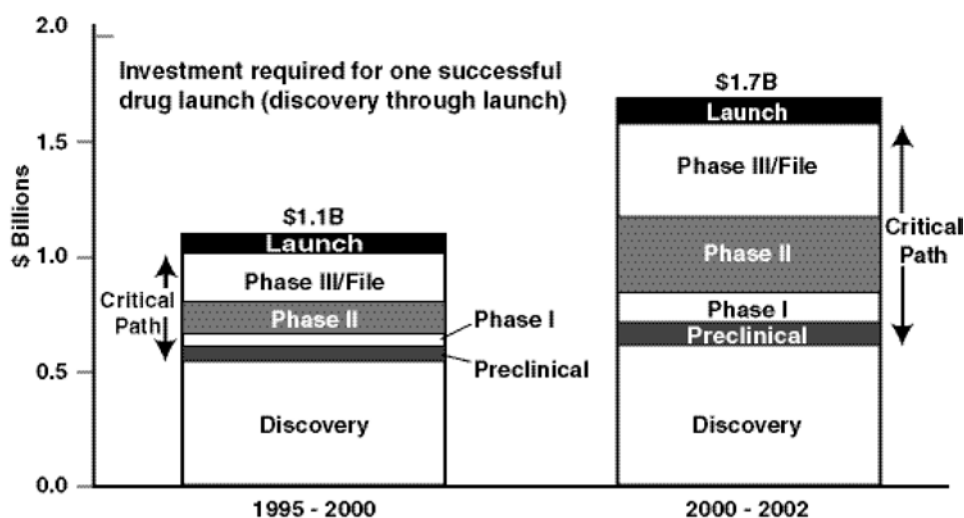 $ Billions
2.0
1.5
1.0
0.5
0.0
Investment required for one successful
drug launch (discovery through launch)
$1.1B
Launch
Phase III/File
Phase II
Phase I
Preclinical
Discovery
Critical
Path
1995 - 2000
$1.7B
Launch
Phase III/File
Phase II
Phase I
Preclinical
Discovery
Critical
Path
2000 - 2002